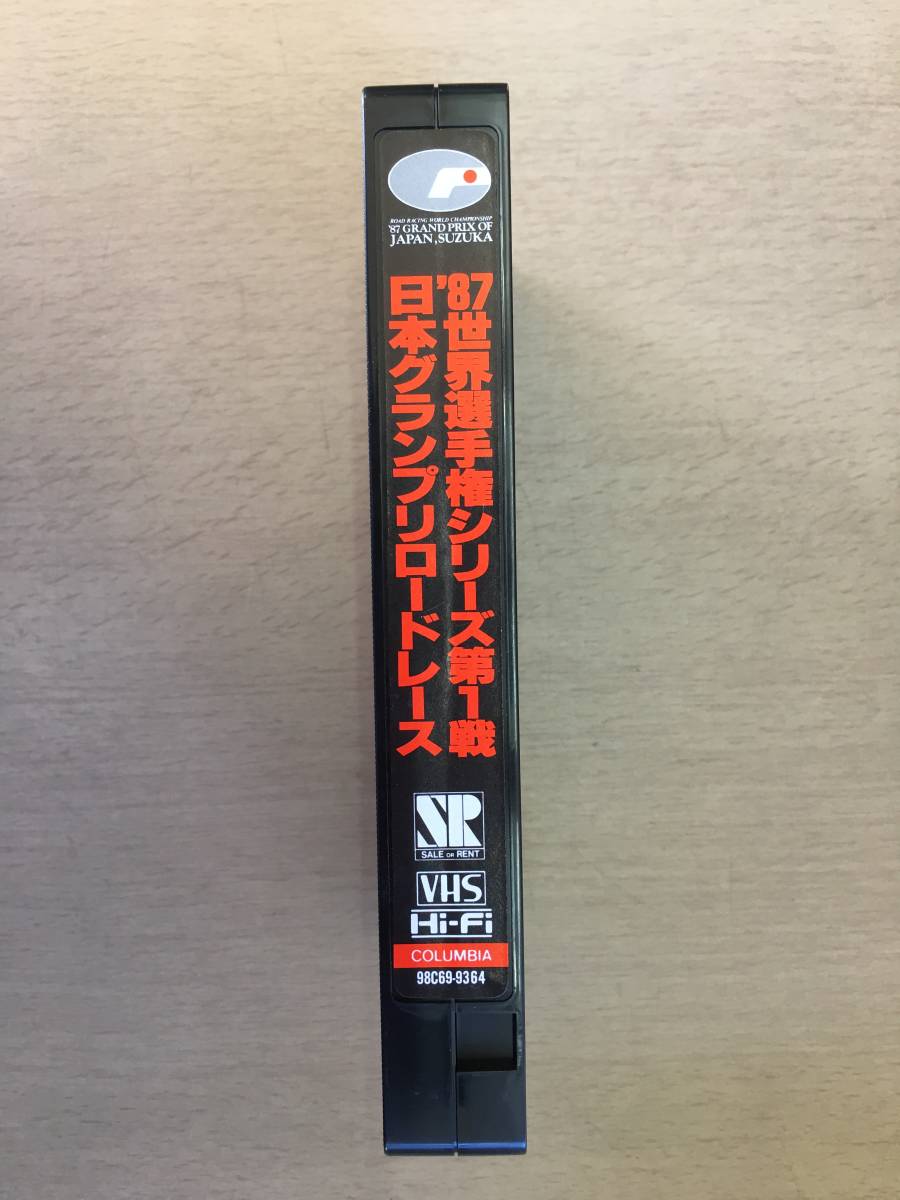 ROAD RACING WORLD CHAMPIONSHIP
'87 GRAND PRIX OF
JAPAN, SUZUKA
'87世界選手権シリーズ第1戦
日本グランプリロードレース
SR
SALE OR RENT
VHS
Hi-Fi
COLUMBIA
98C69-9364